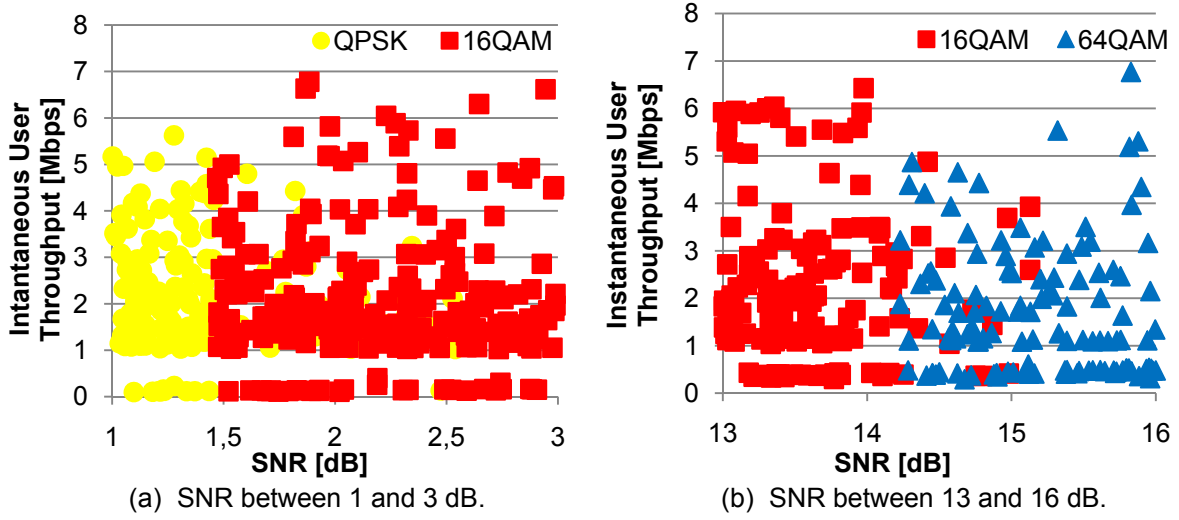 Intantaneous User
Throughput [Mbps]
8
7
6
5
4
3
2
1
0
QPSK 16QAM
1 1,5 2 2,5 3
SNR [dB]
(a) SNR between 1 and 3 dB.
Instantaneous User
Throughput [Mbps]
8
7
6
5
4
3
2
1
0
16QAM 64QAM
13 14 15 16
SNR [dB]
(b) SNR between 13 and 16 dB.